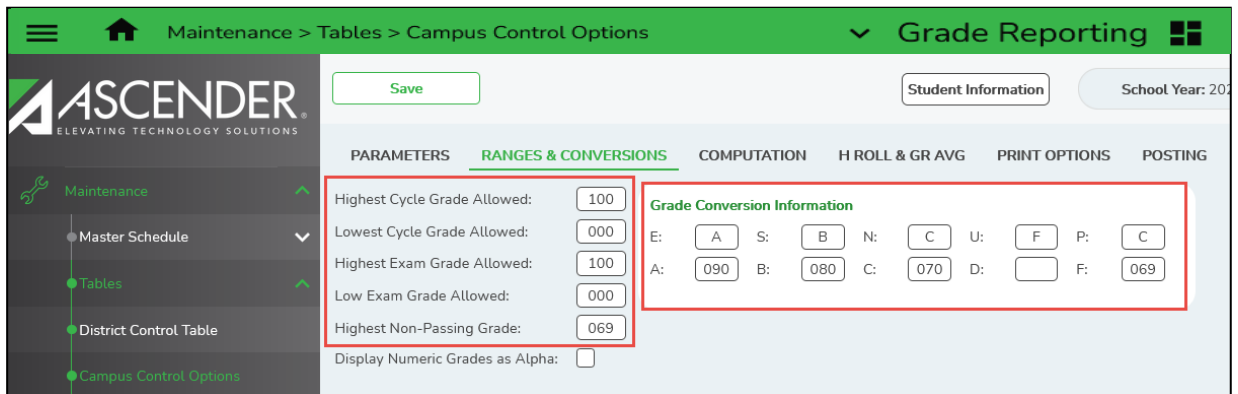 Maintenance > Tables > Campus Control Options
Grade Reporting
ASCENDER.
ELEVATING TECHNOLOGY SOLUTIONS
Save
Student Information
School Year: 202
PARAMETERS RANGES & CONVERSIONS COMPUTATION H ROLL & GR AVG PRINT OPTIONS POSTING
Maintenance
Master Schedule
Tables
District Control Table
Campus Control Options
Highest Cycle Grade Allowed: 100
Lowest Cycle Grade Allowed: 000
Highest Exam Grade Allowed: 100
Low Exam Grade Allowed: 000
Highest Non-Passing Grade: 069
Display Numeric Grades as Alpha:
Grade Conversion Information
E: A S: B N: C U: F P: C
A: 090 B: 080 C: 070 D: F: 069